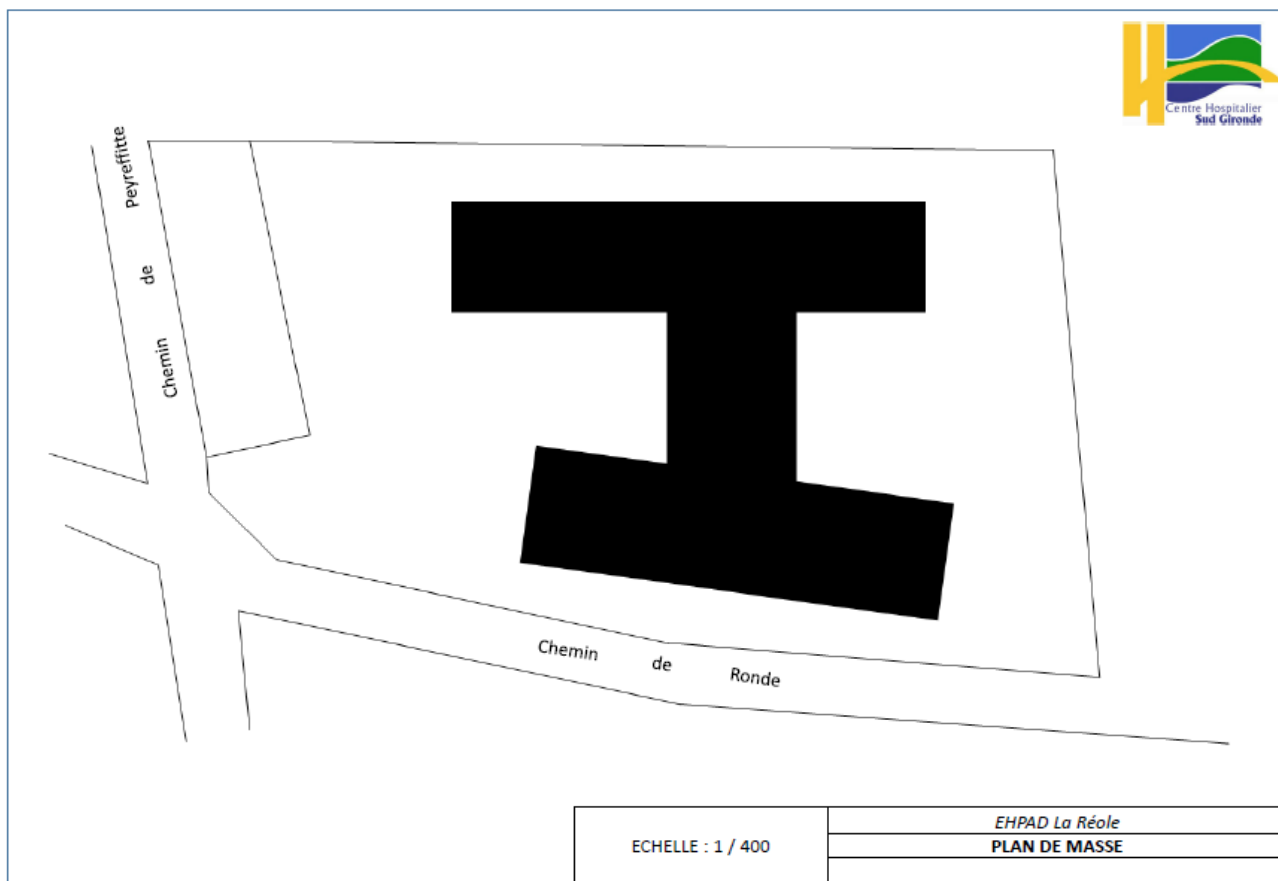 Centre Hospitalier
Sud Gironde
Chemin de Peyreffitte
Chemin de Ronde
ECHELLE : 1 / 400
EHPAD La Réole
PLAN DE MASSE